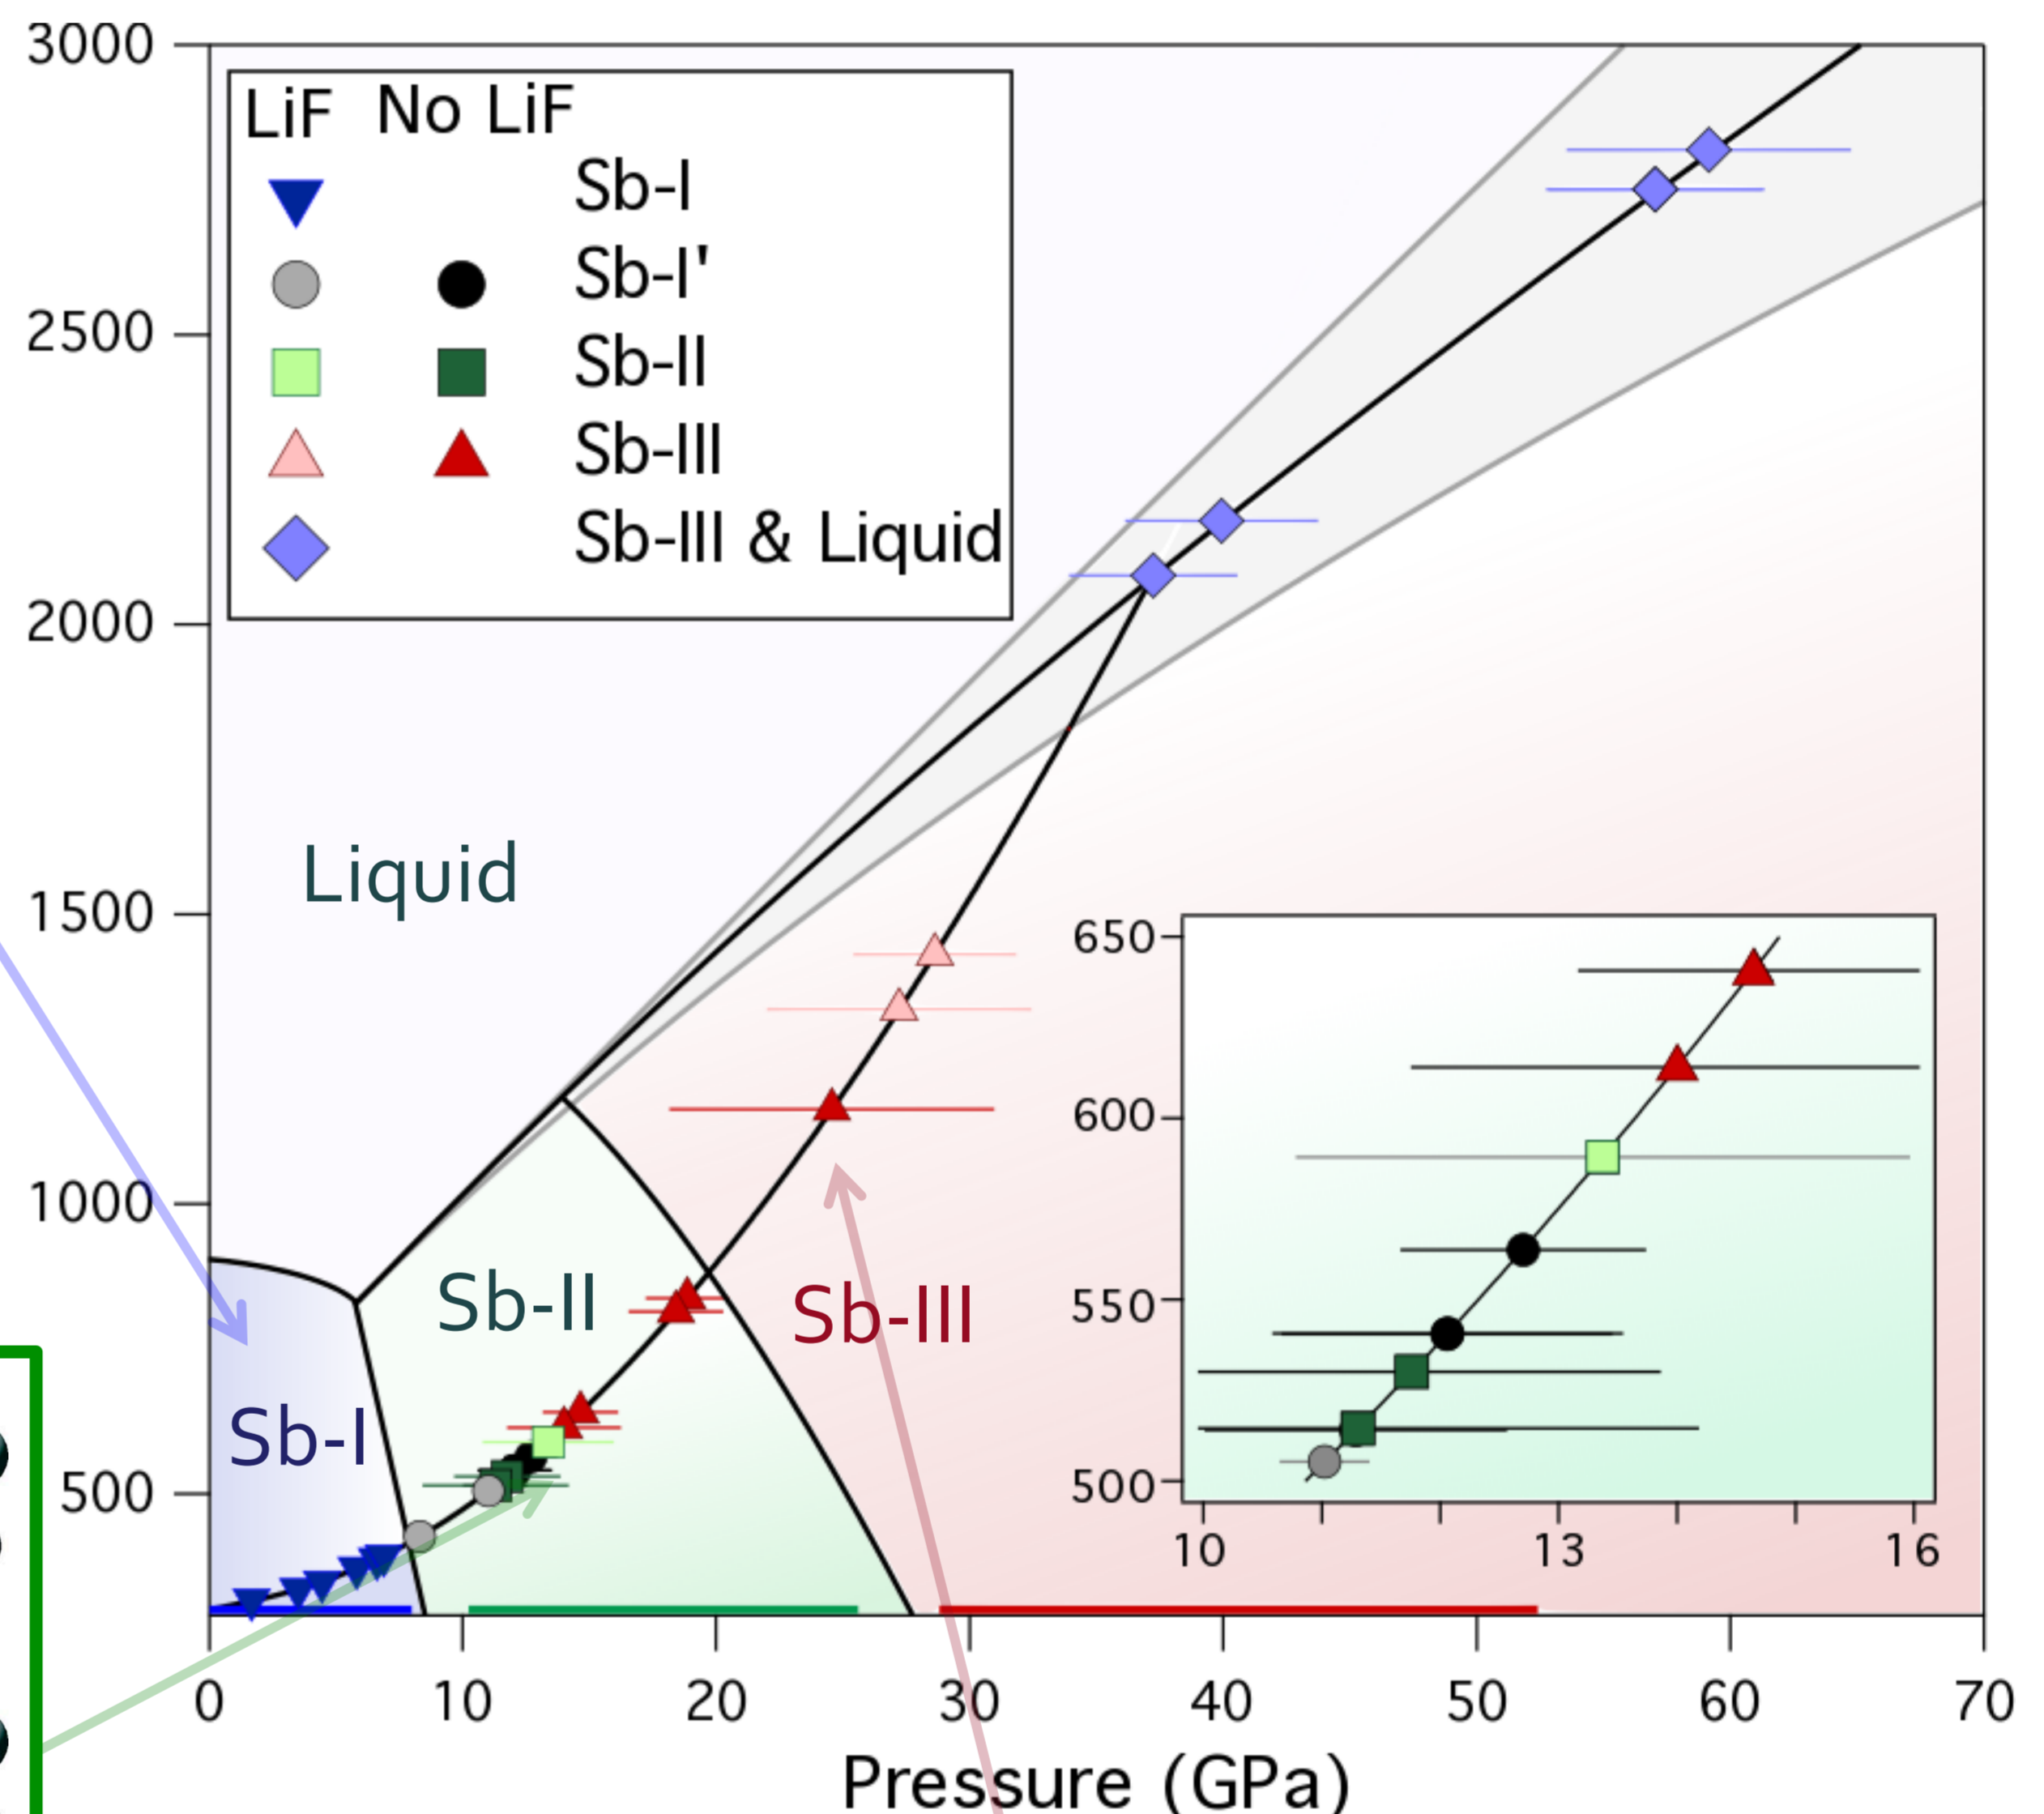 3000
2500
2000
1500
1000
500
LiF No LiF
Sb-I
Sb-I'
Sb-II
Sb-III
Sb-III & Liquid
Liquid
Sb-I
Sb-II
Sb-III
650
600
550
500
10 13 16
0 10 20 30 40 50 60 70
Pressure (GPa)